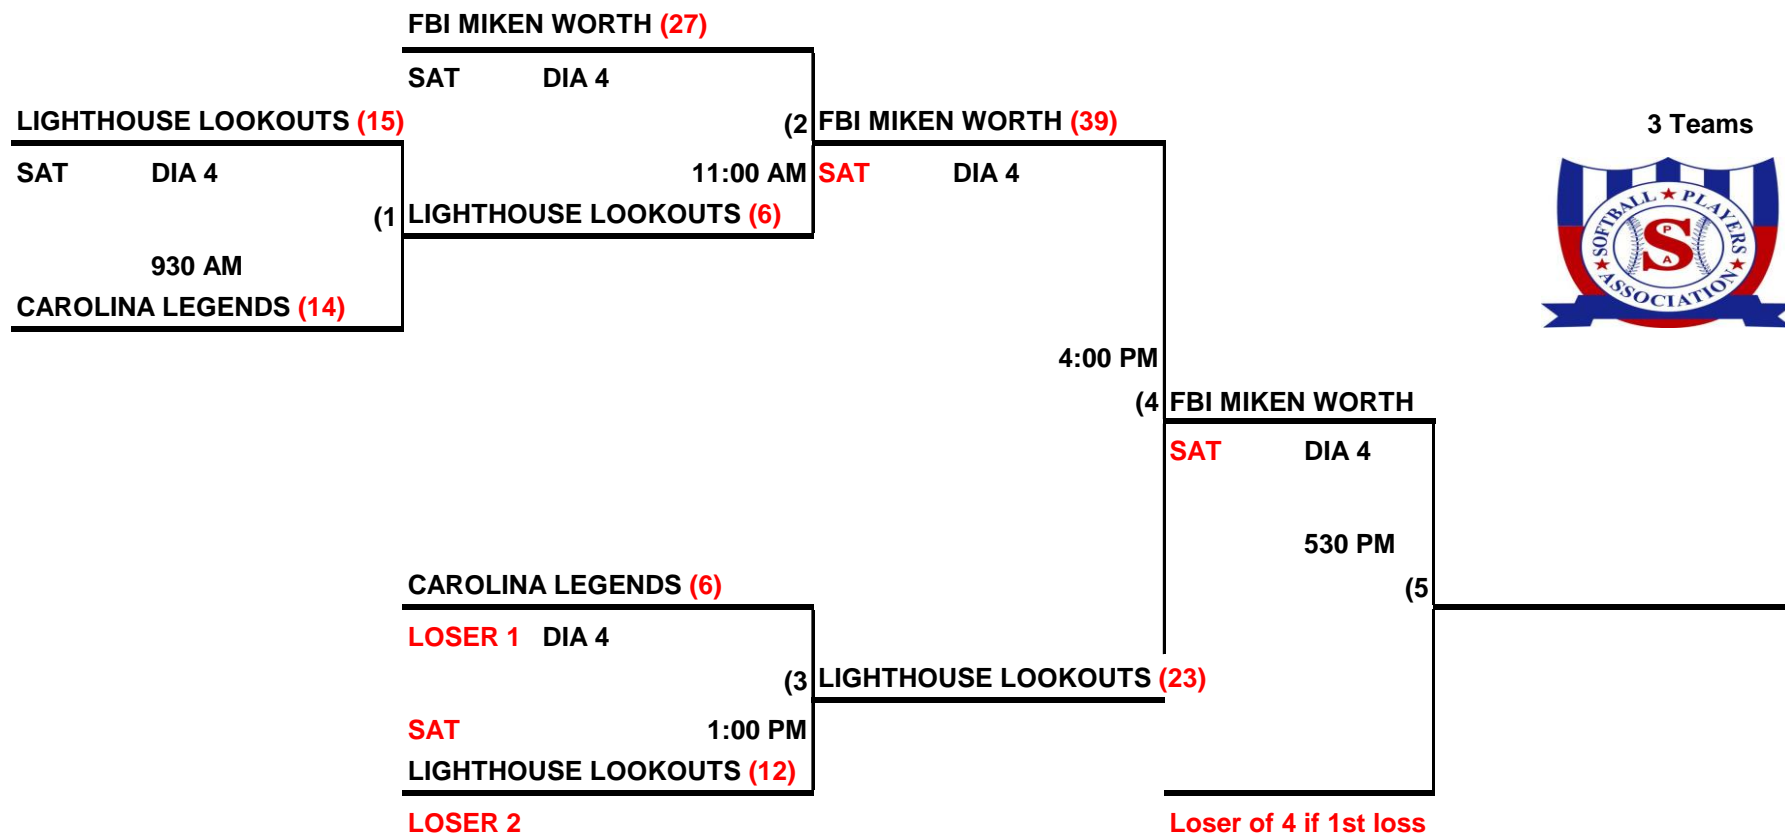 FBI MIKEN WORTH (27)
SAT DIA 4
LIGHTHOUSE LOOKOUTS (15)
(2 FBI MIKEN WORTH (39)
3 Teams
SAT DIA 4
11:00 AM SAT DIA 4
(1 LIGHTHOUSE LOOKOUTS (6)
930 AM
CAROLINA LEGENDS (14)
SOFTBALL ★ PLAYERS ★ ASSOCIATION ★
S
P
A
4:00 PM
(4 FBI MIKEN WORTH
SAT DIA 4
530 PM
CAROLINA LEGENDS (6)
(5
LOSER 1 DIA 4
(3 LIGHTHOUSE LOOKOUTS (23)
SAT 1:00 PM
LIGHTHOUSE LOOKOUTS (12)
LOSER 2
Loser of 4 if 1st loss